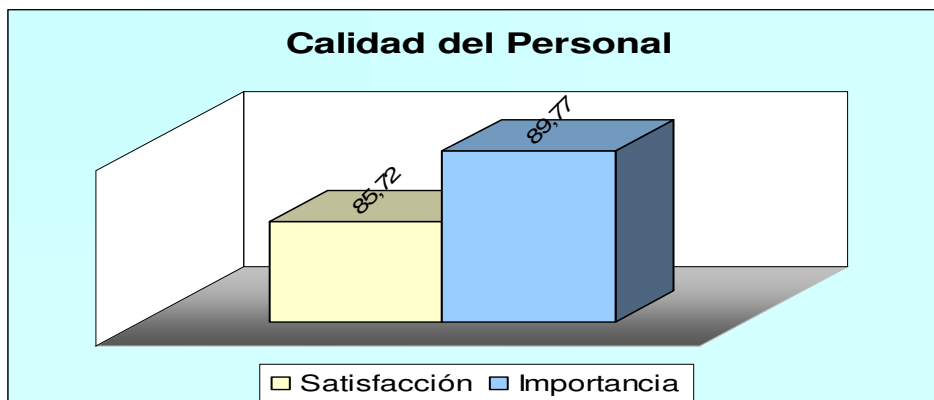 Calidad del Personal
85,72
89,77
Satisfacción
Importancia